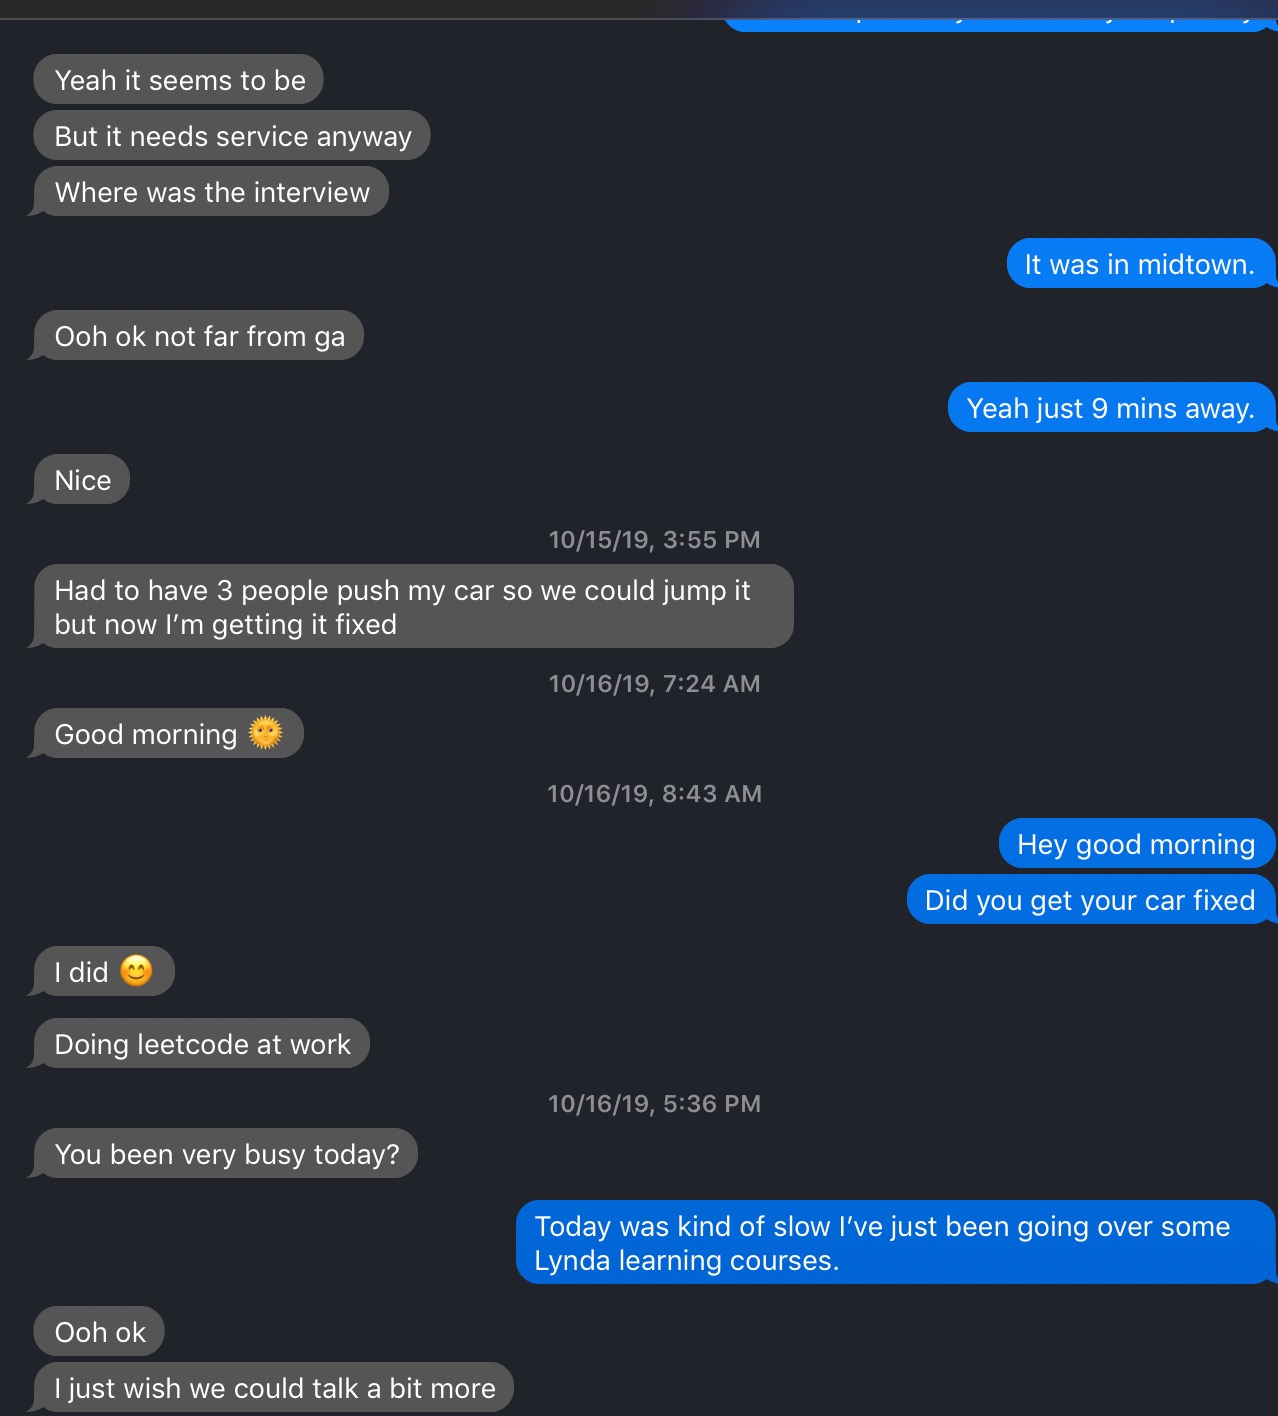 Yeah it seems to be
But it needs service anyway
Where was the interview
It was in midtown.
Ooh ok not far from ga
Yeah just 9 mins away.
Nice
10/15/19, 3:55 PM
Had to have 3 people push my car so we could jump it
but now I’m getting it fixed
10/16/19, 7:24 AM
Good morning 🌞
10/16/19, 8:43 AM
Hey good morning
Did you get your car fixed
I did 😊
Doing leetcode at work
10/16/19, 5:36 PM
You been very busy today?
Today was kind of slow I’ve just been going over some
Lynda learning courses.
Ooh ok
I just wish we could talk a bit more